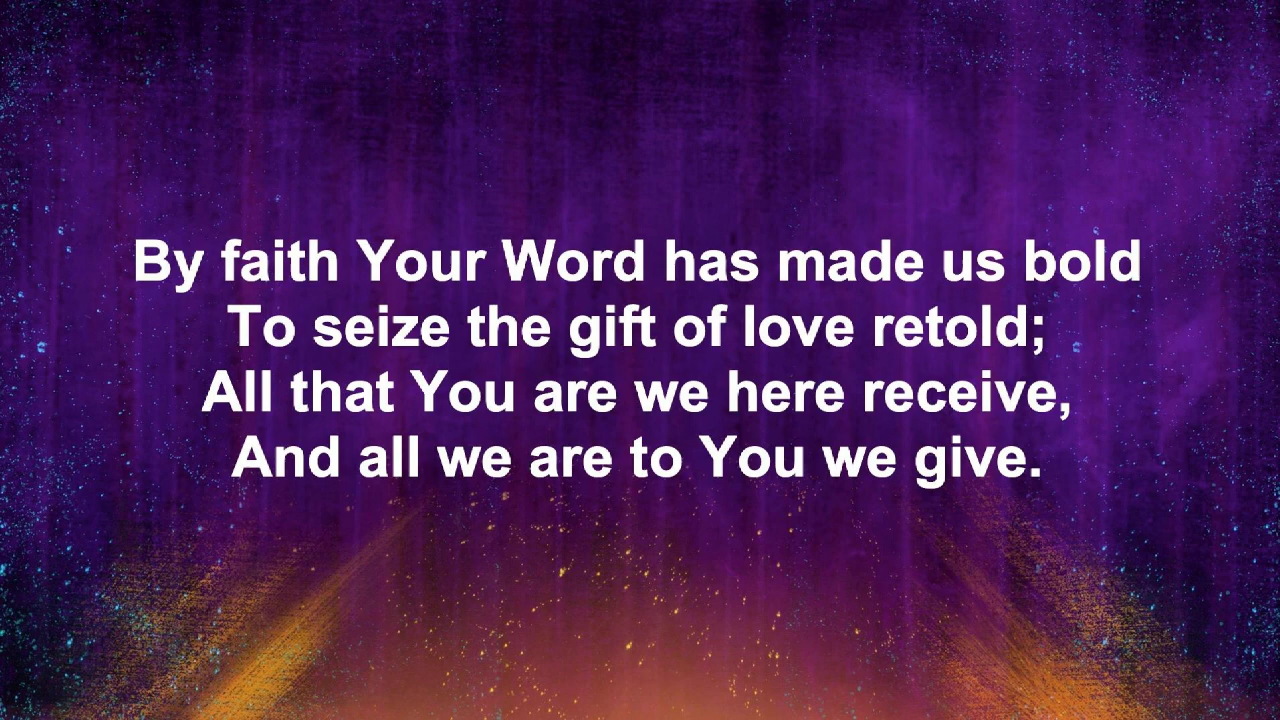 By faith Your Word has made us bold
To seize the gift of love retold;
All that You are we here receive,
And all we are to You we give.